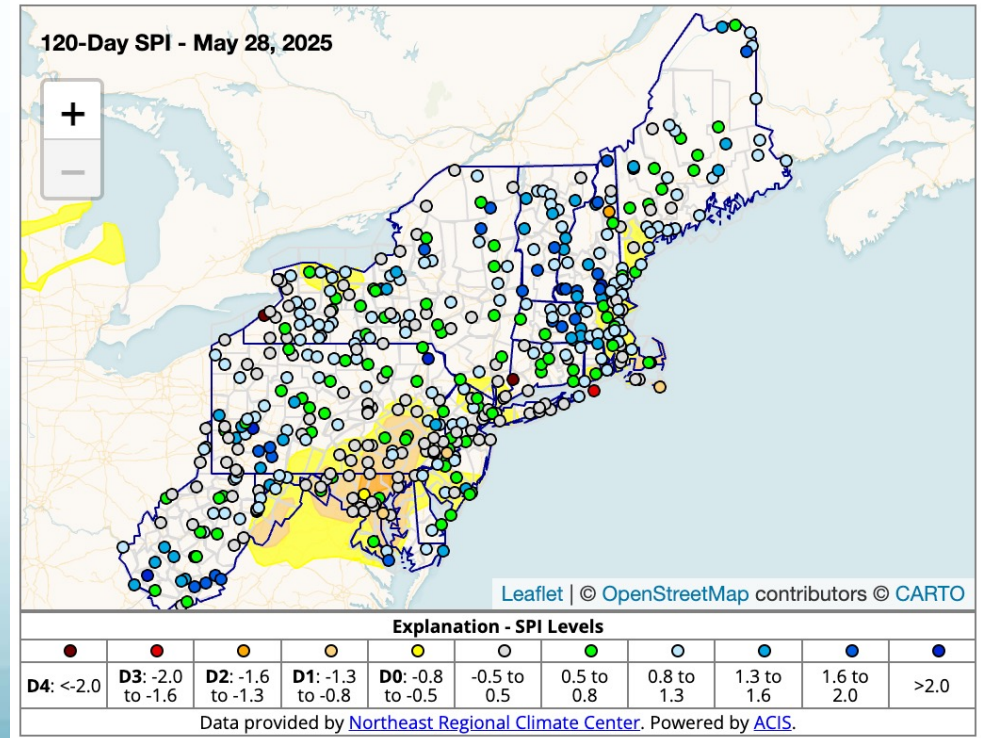 120-Day SPI - May 28, 2025
+
−
Leaflet | © OpenStreetMap contributors © CARTO
Explanation - SPI Levels
D4: <-2.0
D3: -2.0 to -1.6
D2: -1.6 to -1.3
D1: -1.3 to -0.8
D0: -0.8 to -0.5
-0.5 to 0.5
0.5 to 0.8
0.8 to 1.3
1.3 to 1.6
1.6 to 2.0
>2.0
Data provided by Northeast Regional Climate Center. Powered by ACIS.